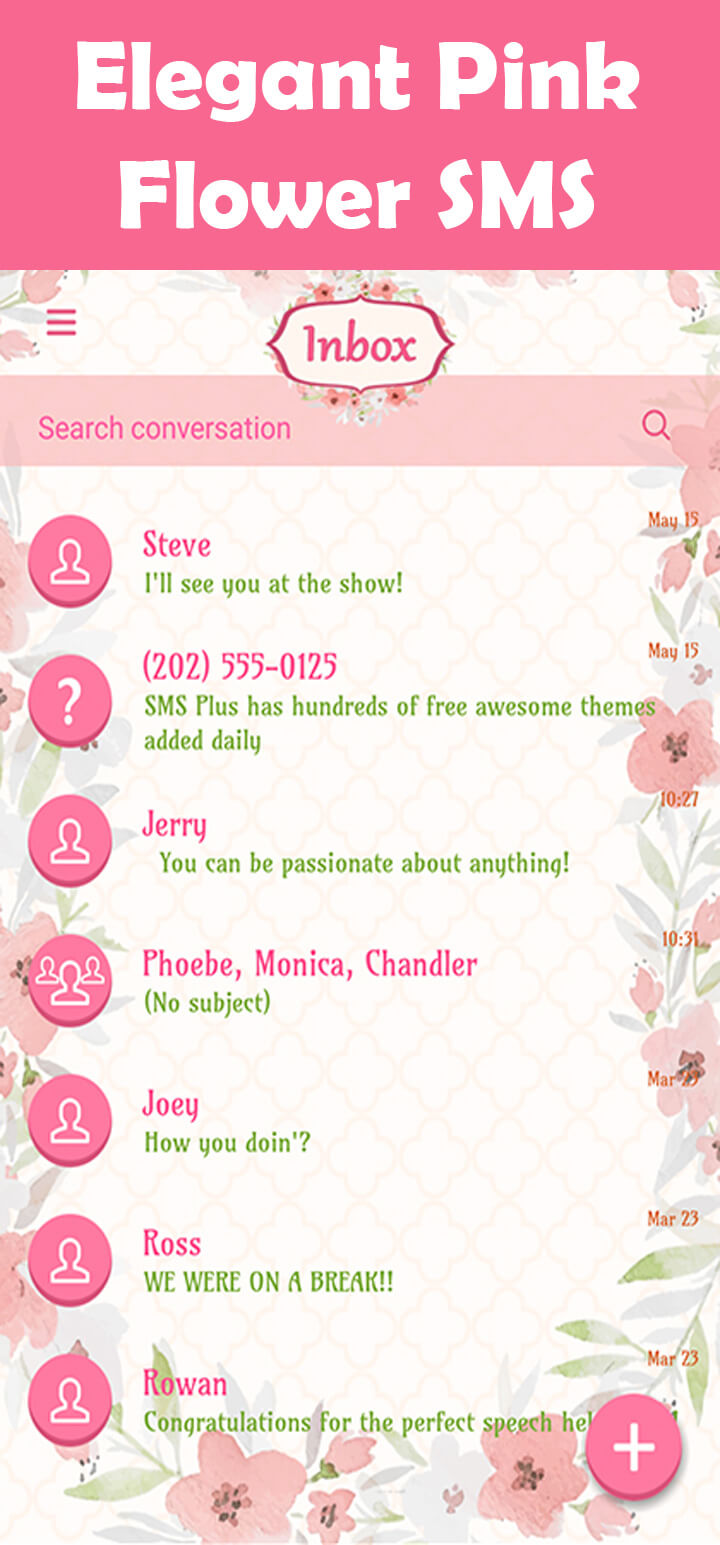 Elegant Pink
Flower SMS
Inbox
Search conversation
May 15
Steve
I'll see you at the show!
May 15
(202) 555-0125
SMS Plus has hundreds of free awesome themes
added daily
10:27
Jerry
You can be passionate about anything!
10:31
Phoebe, Monica, Chandler
(No subject)
Mar
Joey
How you doin'?
Mar 23
Ross
WE WERE ON A BREAK!!
Mar 23
Rowan
Congratulations for the perfect speech